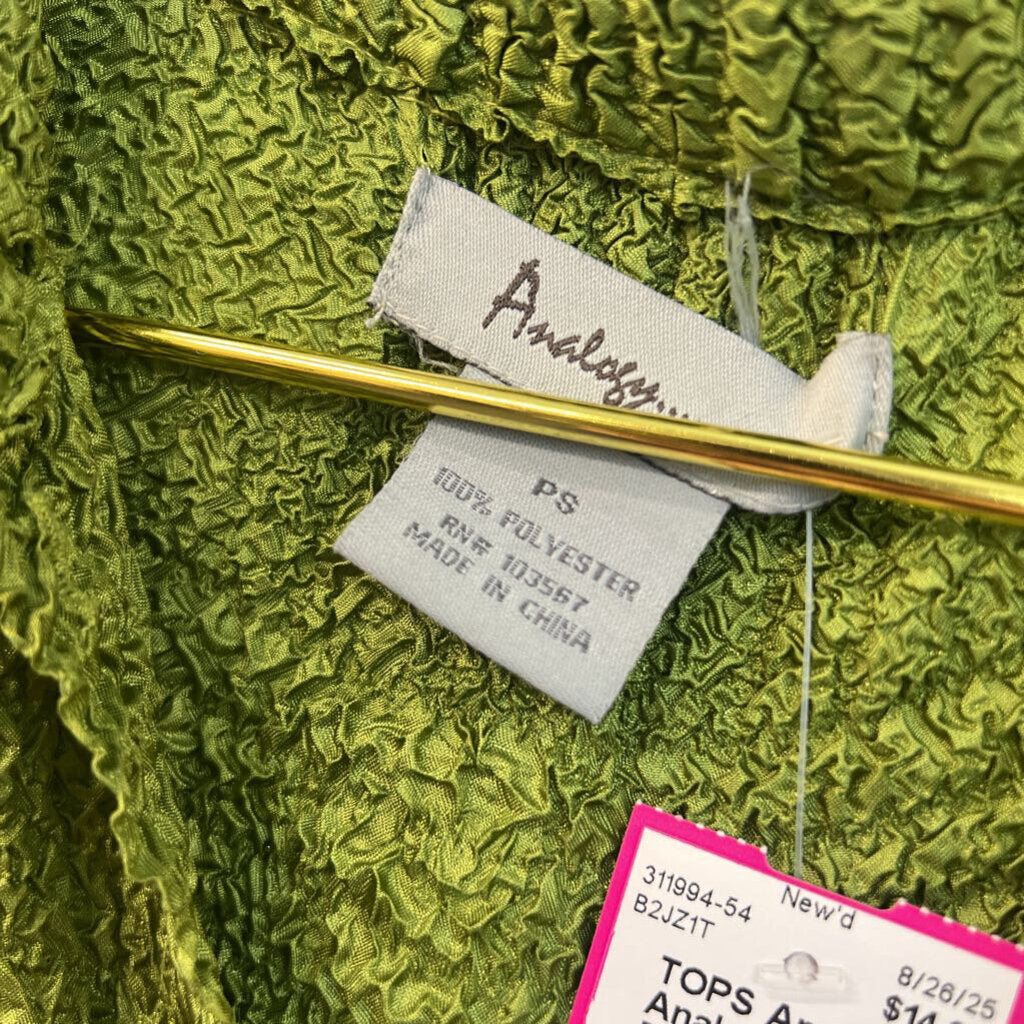 Analogy...
PS
100% POLYESTER
RN# 103567
MADE IN CHINA
311994-54
New'd
B2JZ1T
8/26/25
TOPS